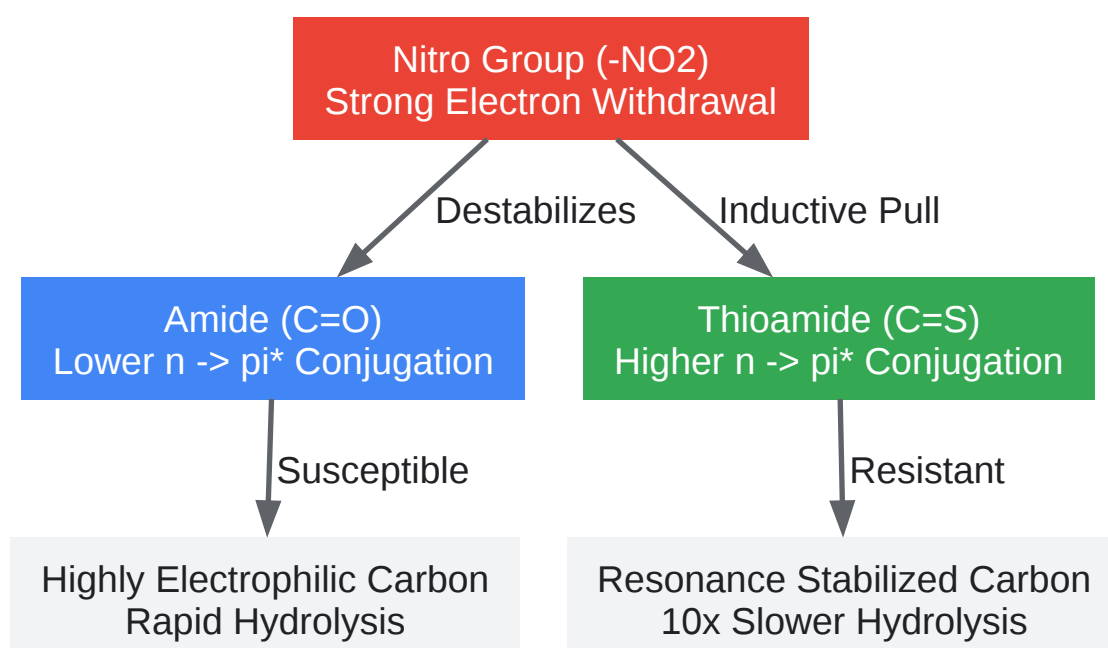 Nitro Group (-NO2)
Strong Electron Withdrawal
Destabilizes
Inductive Pull
Amide (C=O)
Lower n -> pi* Conjugation
Thioamide (C=S)
Higher n -> pi* Conjugation
Susceptible
Resistant
Highly Electrophilic Carbon
Rapid Hydrolysis
Resonance Stabilized Carbon
10x Slower Hydrolysis